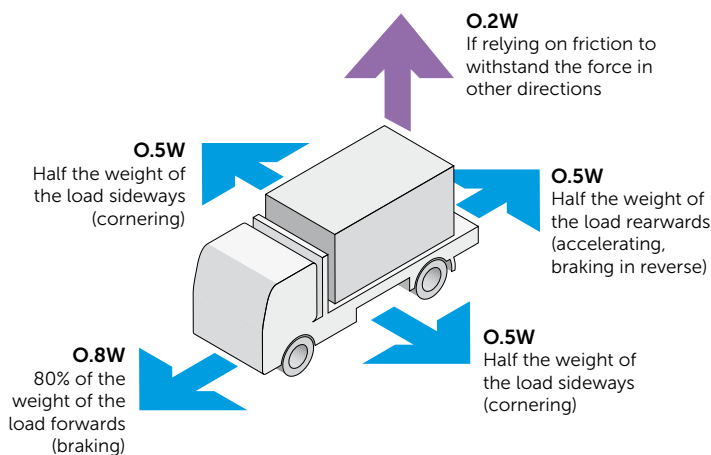 O.2W
If relying on friction to
withstand the force in
other directions
O.5W
Half the weight of
the load sideways
(cornering)
O.5W
Half the weight of
the load rearwards
(accelerating,
braking in reverse)
O.8W
80% of the
weight of the
load forwards
(braking)
O.5W
Half the weight of
the load sideways
(cornering)